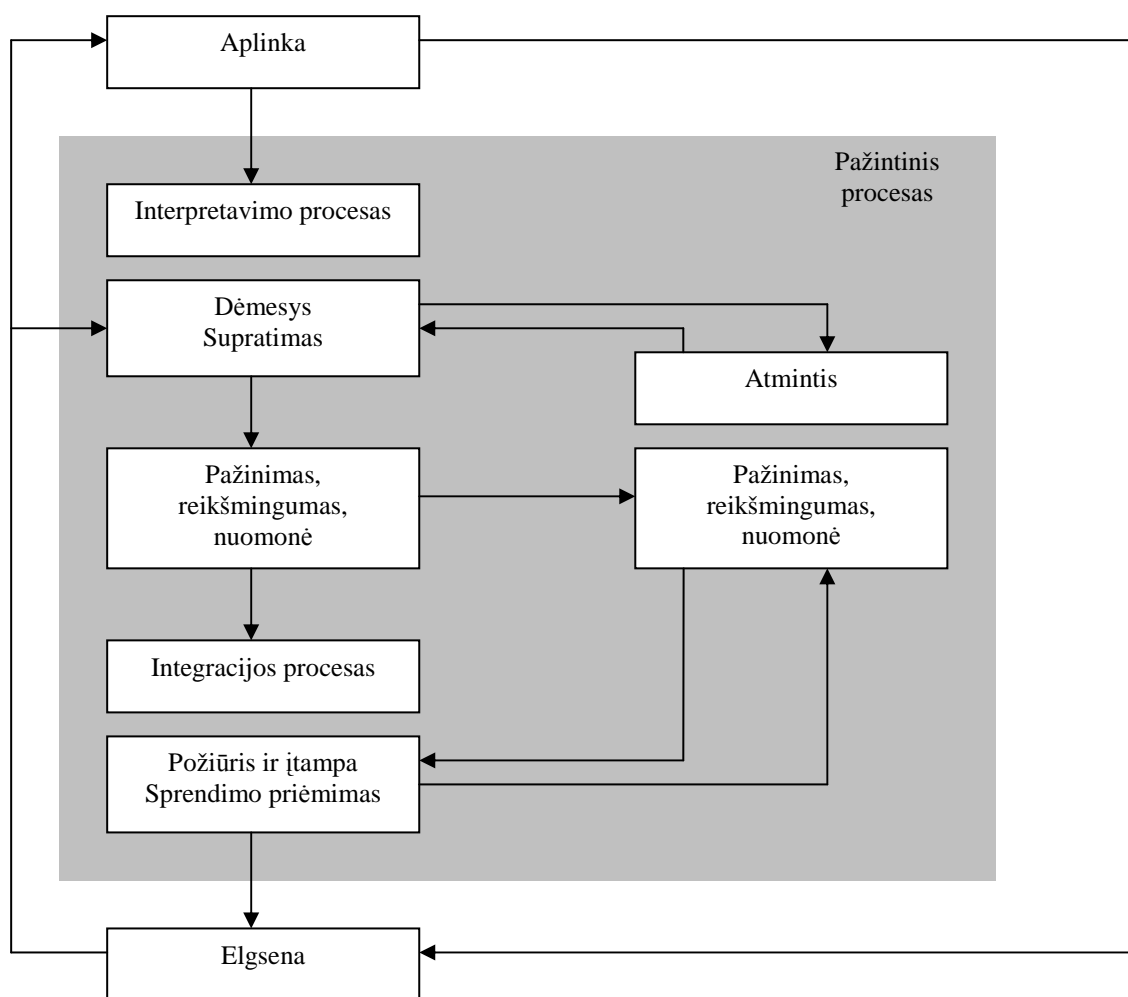 Aplinka
Pažintinis
procesas
Interpretavimo procesas
Dėmesys
Supratimas
Atmintis
Pažinimas,
reikšmingumas,
nuomonė
Pažinimas,
reikšmingumas,
nuomonė
Integracijos procesas
Požiūris ir įtampa
Sprendimo priėmimas
Elgsena